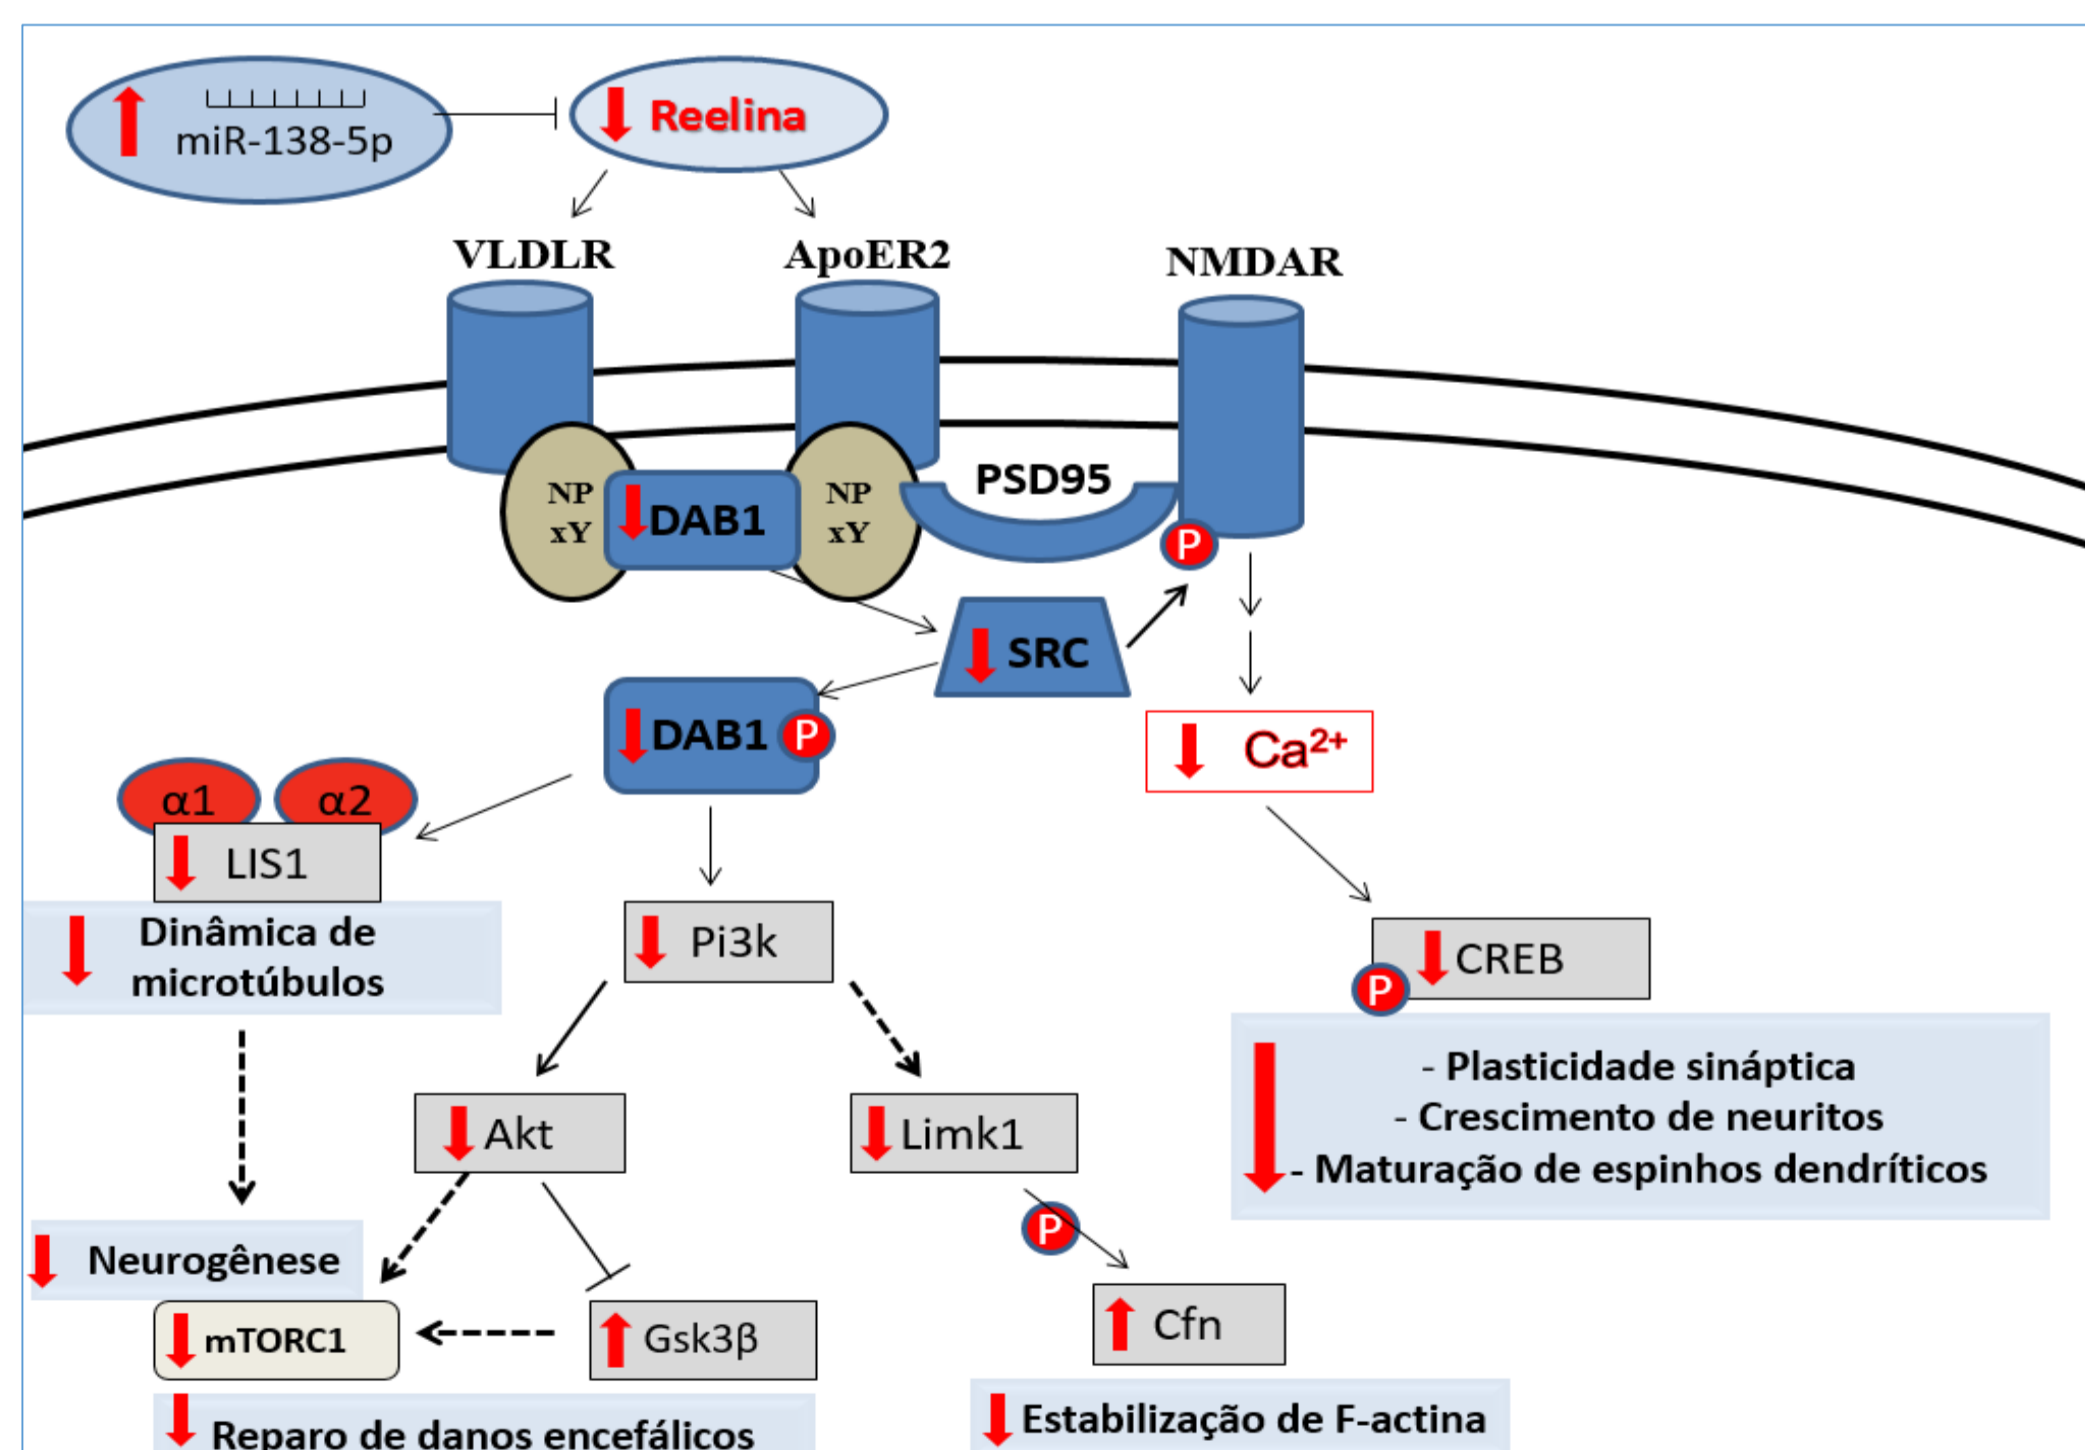 miR-138-5p
Reelina
VLDLR
ApoER2
NMDAR
NP
xY
DAB1
NP
xY
PSD95
P
SRC
DAB1
P
Ca²⁺
α1
α2
LIS1
Dinâmica de
microtúbulos
Pi3k
CREB
P
- Plasticidade sináptica
- Crescimento de neuritos
- Maturação de espinhos dendríticos
Akt
Limk1
P
Neurogênese
mTORC1
Gsk3β
Cfn
Reparo de danos encefálicos
Estabilização de F-actina